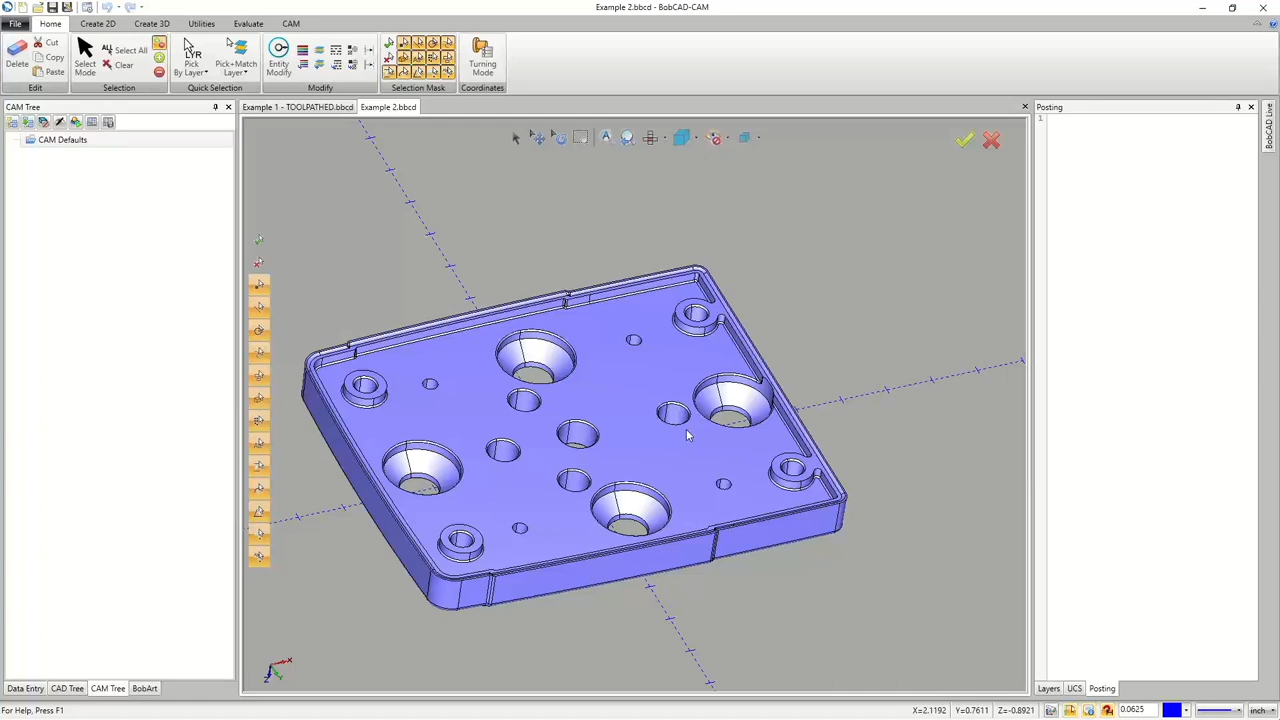 Example 2.bbcd - BobCAD-CAM
File Home Create 2D Create 3D Utilities Evaluate CAM
Delete
Cut
Copy
Paste
Edit
Select Mode
Select All
Clear
Selection
LYR
Pick By Layer
Pick+Match Layer
Quick Selection
Entity Modify
Modify
Selection Mask
Turning Mode
Coordinates
CAM Tree
CAM Defaults
Example 1 - TOOLPATHED.bbcd Example 2.bbcd
Posting
1
BobCAD Live
X
Y
Z
Data Entry CAD Tree CAM Tree BobArt
Layers UCS Posting
For Help, Press F1
X=2.1192 Y=0.7611 Z=-0.8921
0.0625
inch